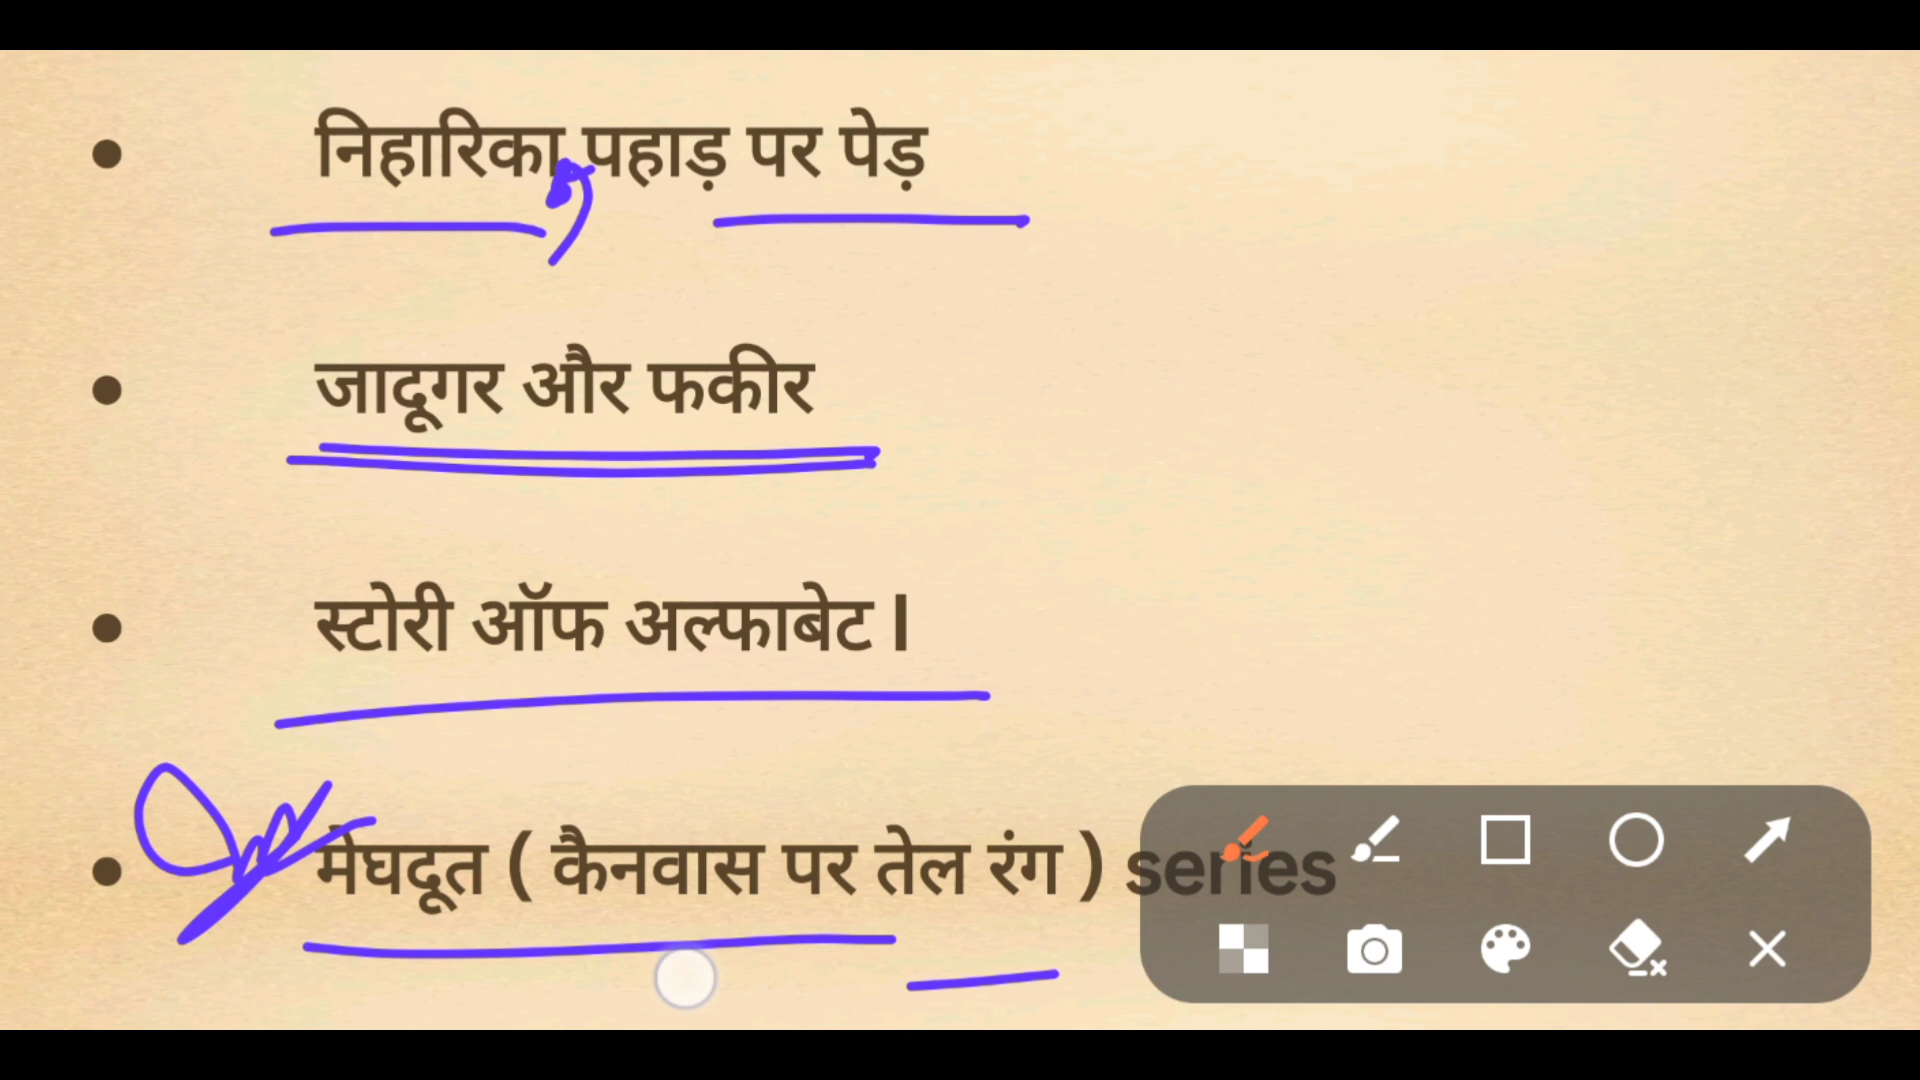 • निहारिका, पहाड़ पर पेड़
• जादूगर और फकीर
• स्टोरी ऑफ अल्फाबेट l
• मेघदूत ( कैनवास पर तेल रंग ) series